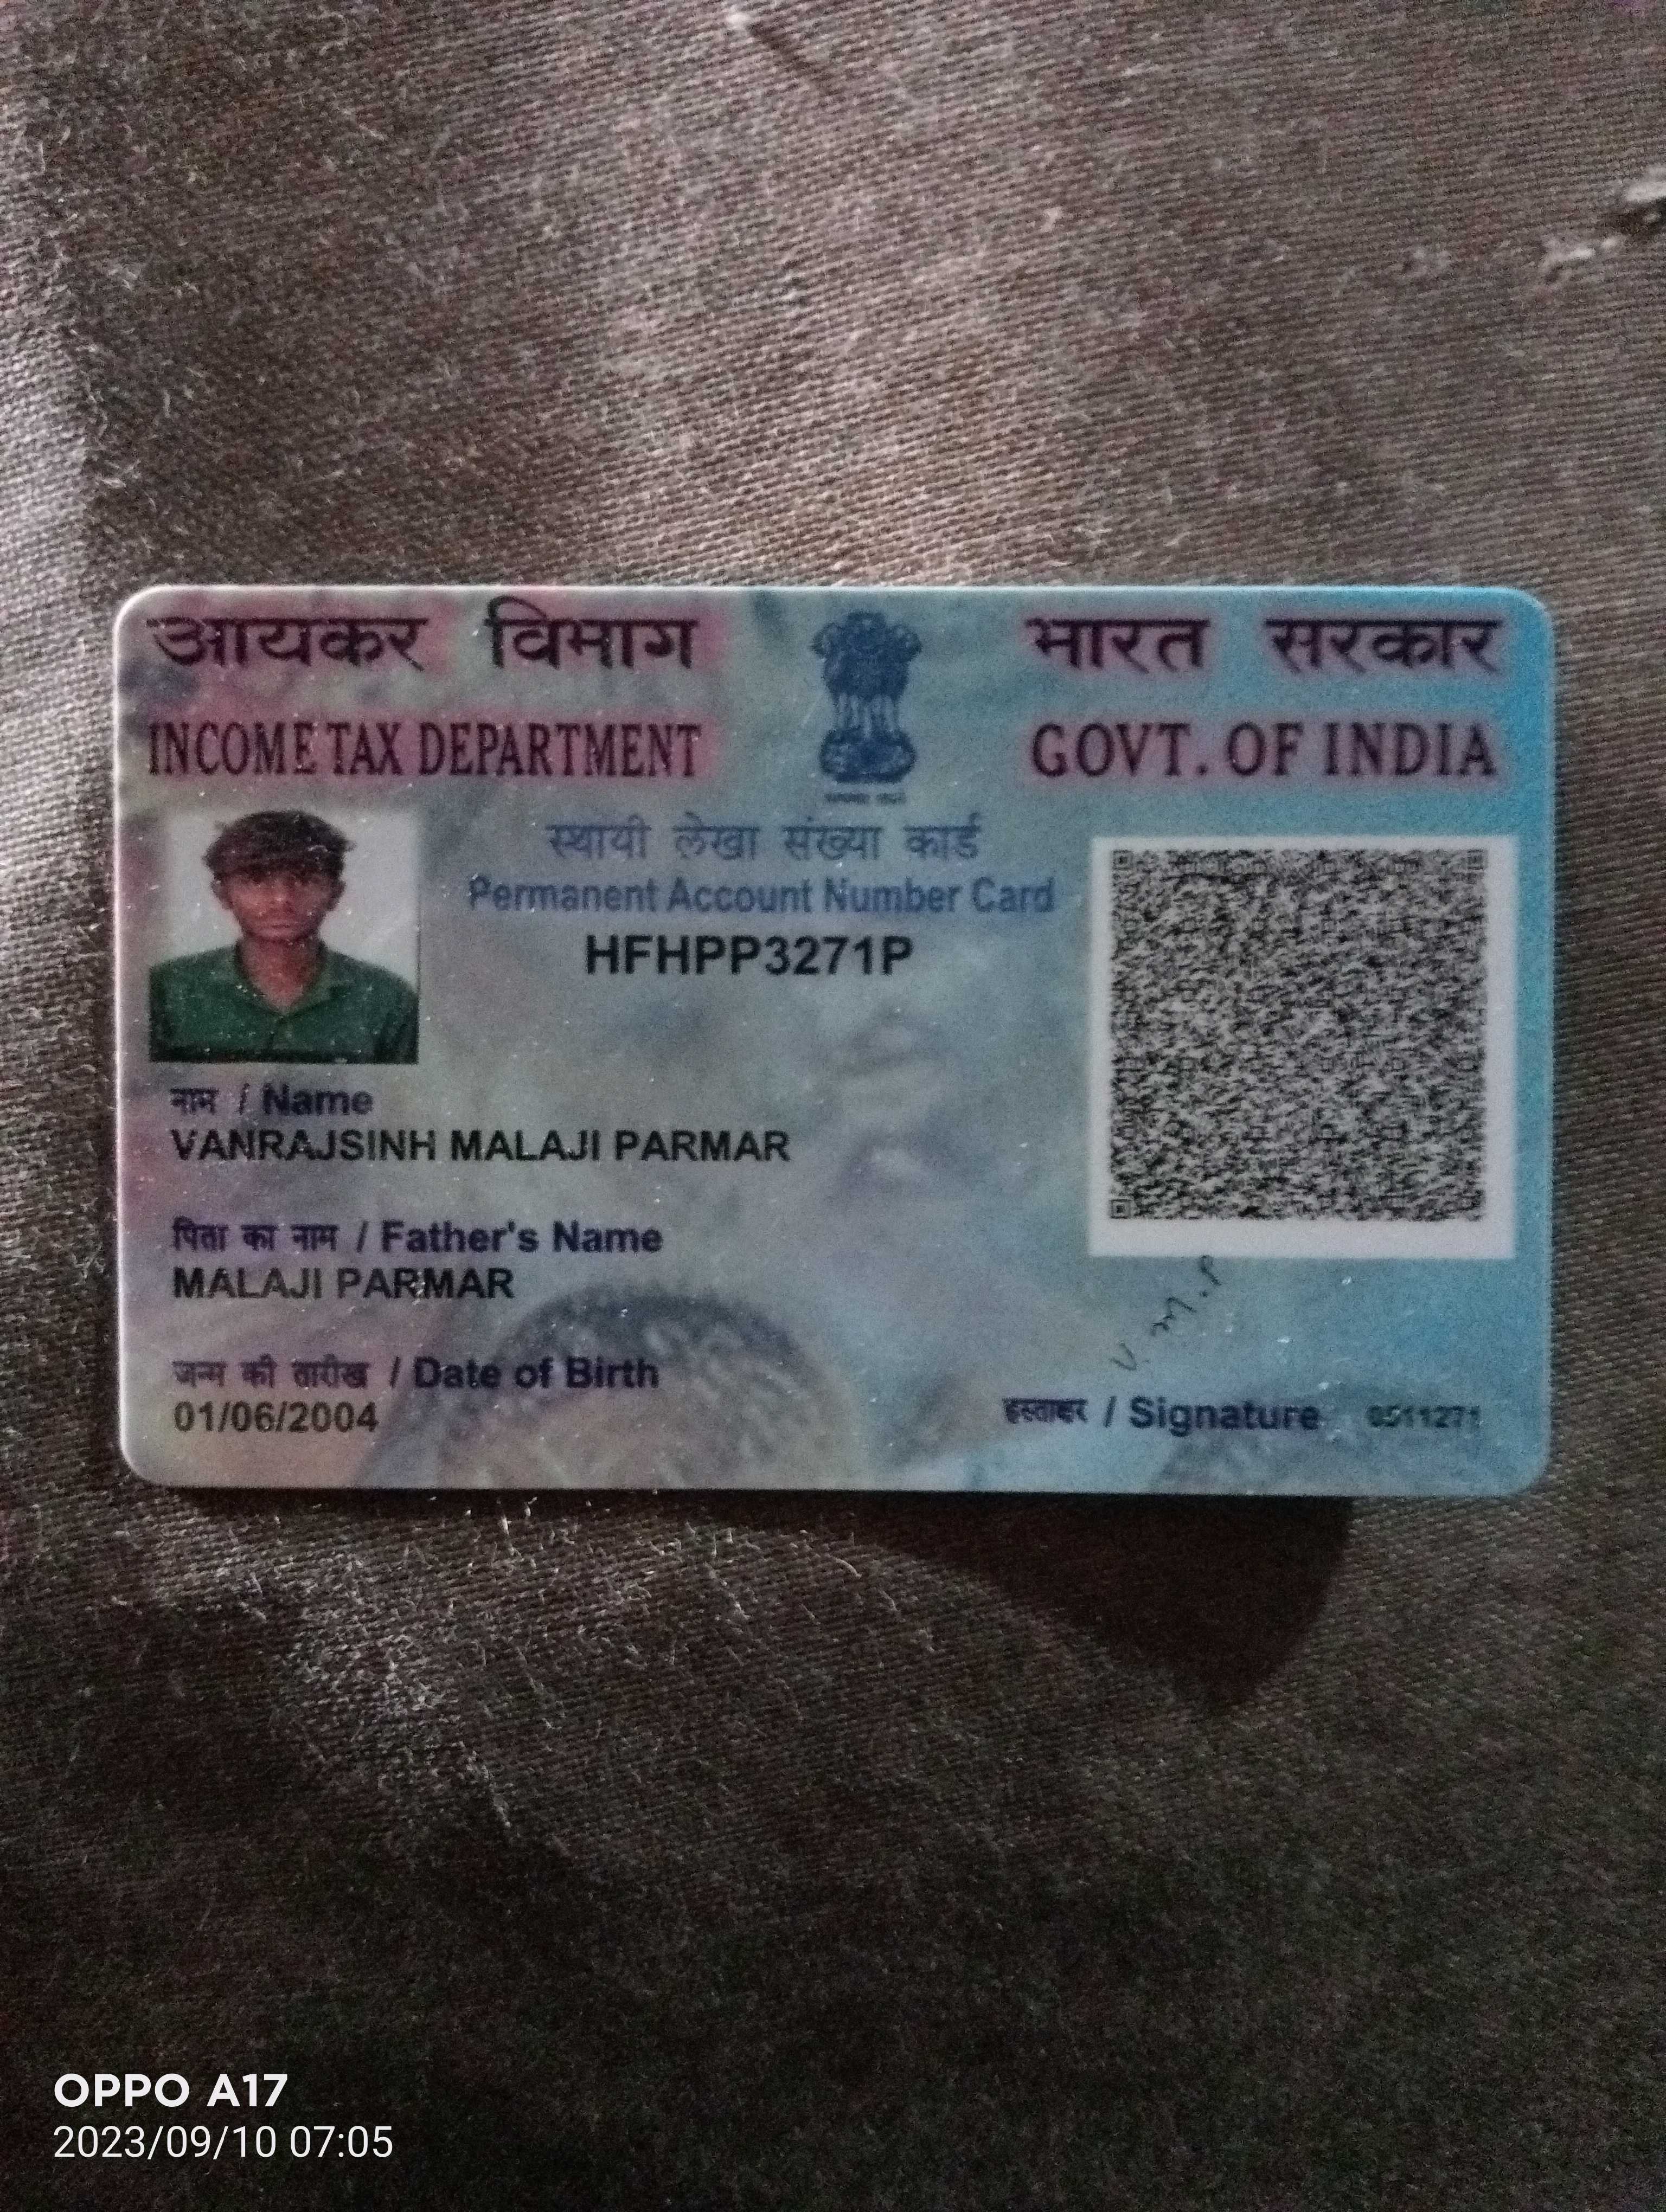 आयकर विभाग
INCOME TAX DEPARTMENT
भारत सरकार
GOVT. OF INDIA
स्थायी लेखा संख्या कार्ड
Permanent Account Number Card
HFHPP3271P
नाम / Name
VANRAJSINH MALAJI PARMAR
पिता का नाम / Father's Name
MALAJI PARMAR
जन्म की तारीख / Date of Birth
01/06/2004
V. M. P
हस्ताक्षर / Signature
OPPO A17
2023/09/10 07:05